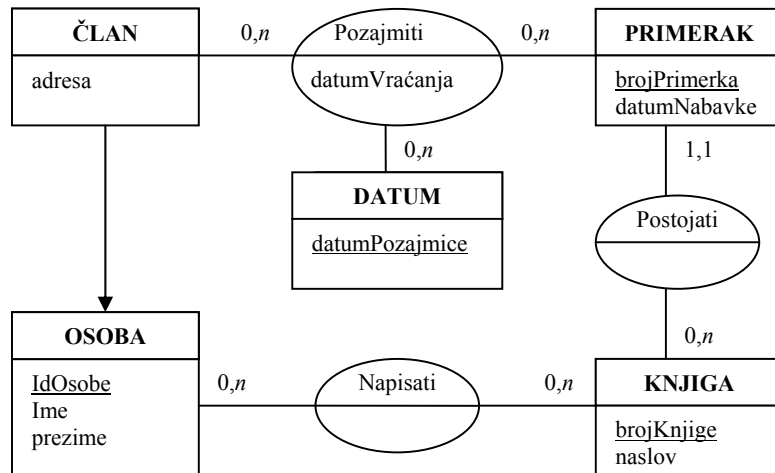 ČLAN
adresa
0,n
Pozajmiti
datumVraćanja
0,n
PRIMERAK
brojPrimerka
datumNabavke
0,n
1,1
DATUM
datumPozajmice
Postojati
0,n
OSOBA
IdOsobe
Ime
prezime
0,n
Napisati
0,n
KNJIGA
brojKnjige
naslov